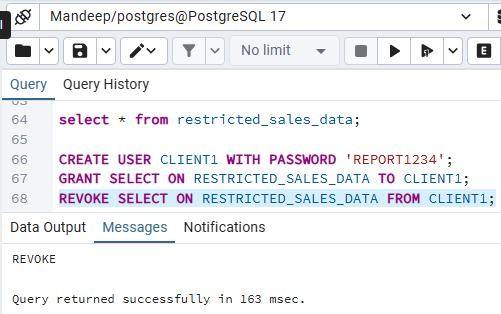 Mandeep/postgres@PostgreSQL 17
No limit
E
Query Query History
64 select * from restricted_sales_data;
65
66 CREATE USER CLIENT1 WITH PASSWORD 'REPORT1234';
67 GRANT SELECT ON RESTRICTED_SALES_DATA TO CLIENT1;
68 REVOKE SELECT ON RESTRICTED_SALES_DATA FROM CLIENT1;
Data Output Messages Notifications
REVOKE
Query returned successfully in 163 msec.